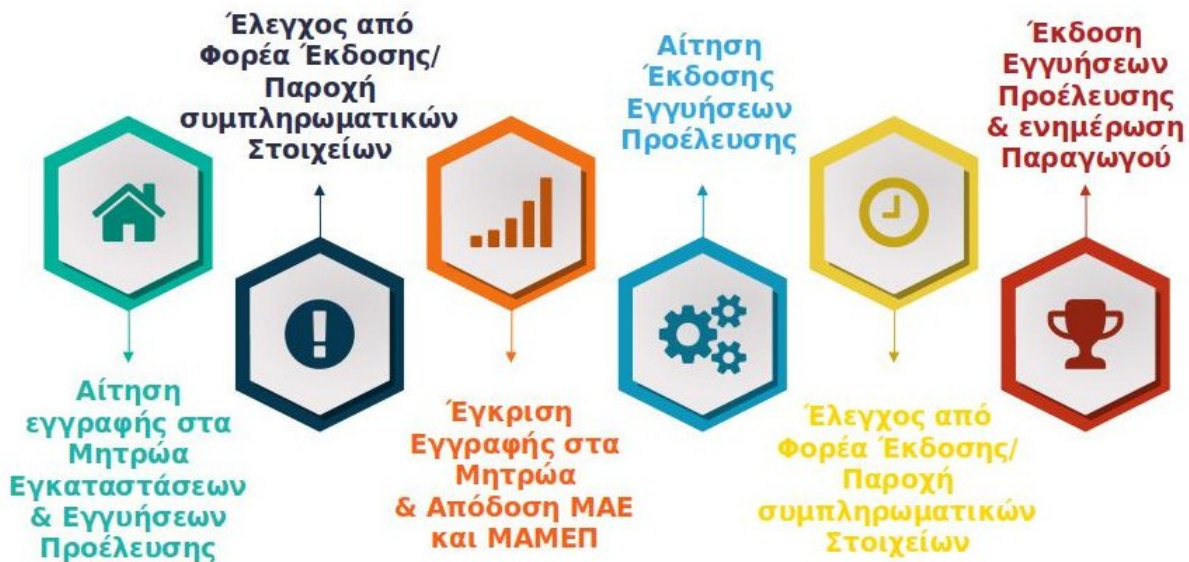 Αίτηση
εγγραφής στα
Μητρώα
Εγκαταστάσεων
& Εγγυήσεων
Προέλευσης
Έλεγχος από
Φορέα Έκδοσης/
Παροχή
συμπληρωματικών
Στοιχείων
Έγκριση
Εγγραφής στα
Μητρώα
& Απόδοση ΜΑΕ
και ΜΑΜΕΠ
Αίτηση
Έκδοσης
Εγγυήσεων
Προέλευσης
Έλεγχος από
Φορέα Έκδοσης/
Παροχή
συμπληρωματικών
Στοιχείων
Έκδοση
Εγγυήσεων
Προέλευσης
& ενημέρωση
Παραγωγού